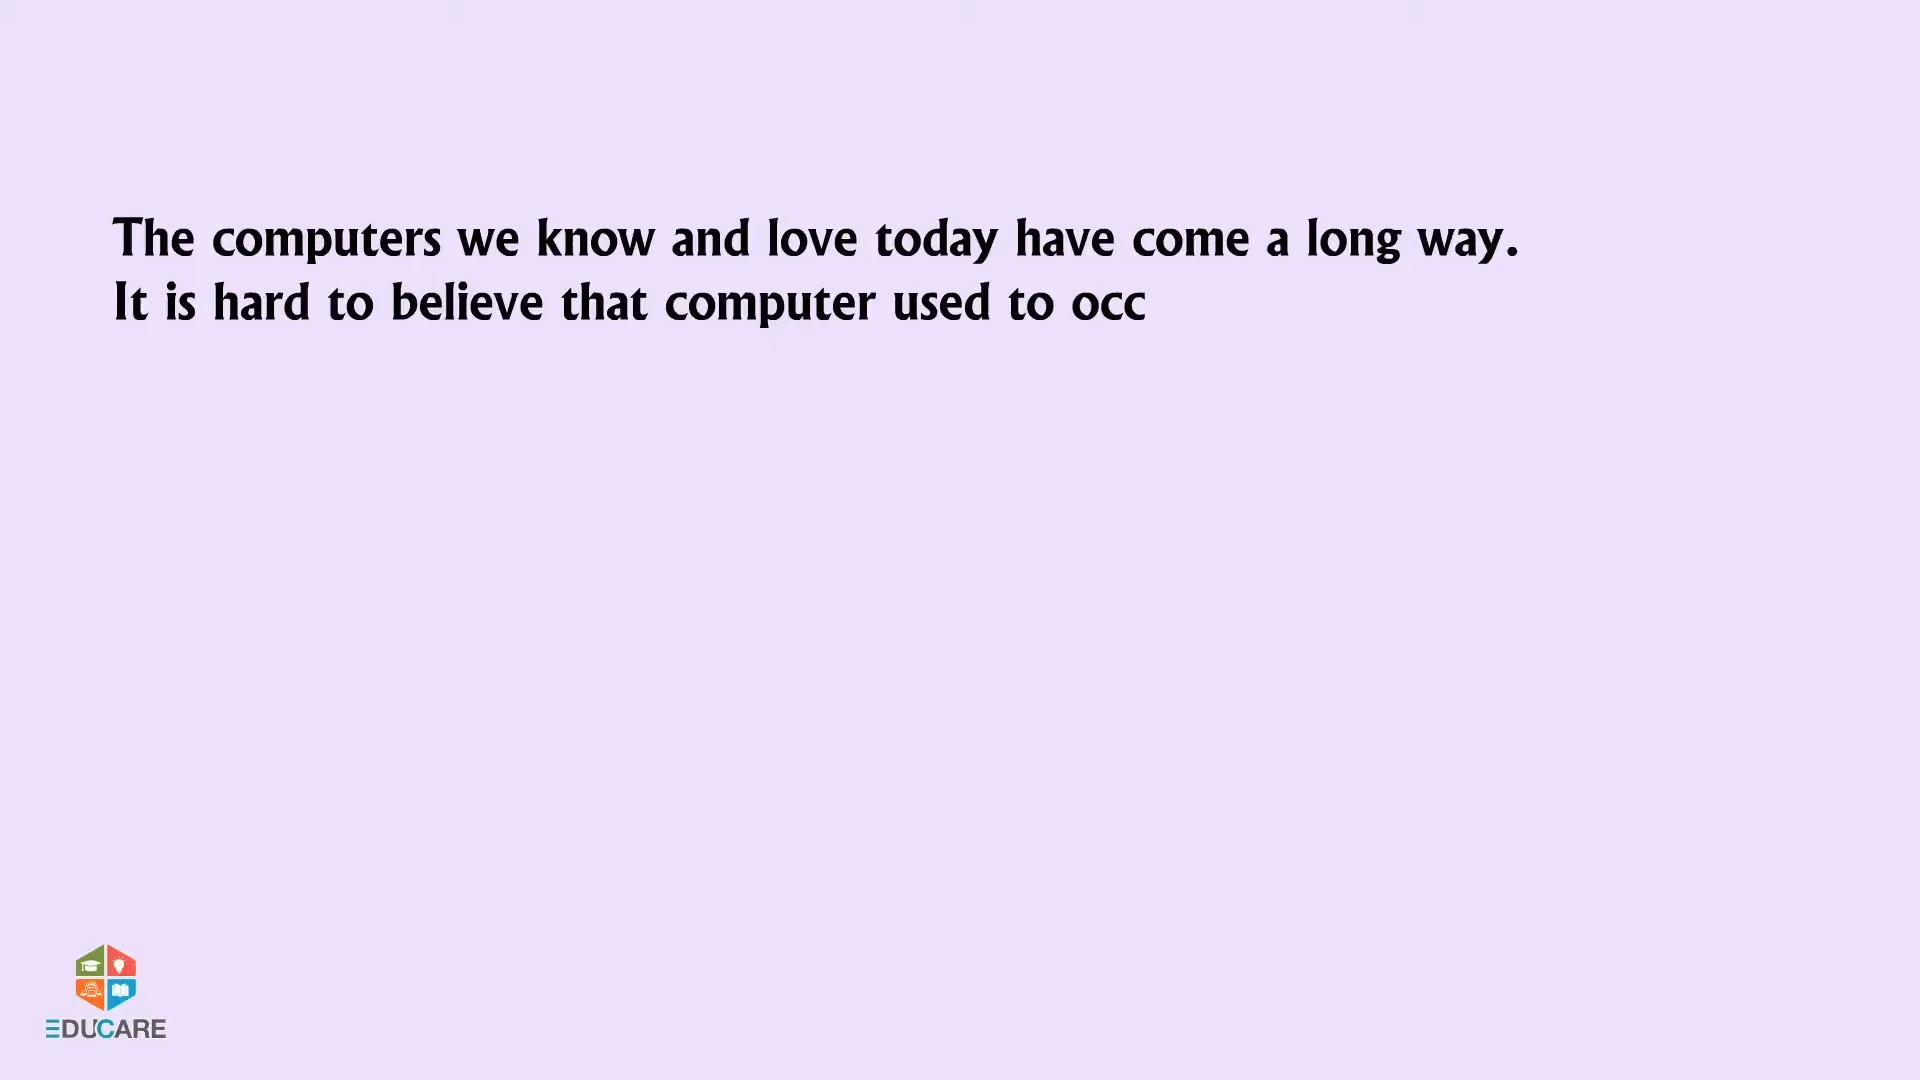 The computers we know and love today have come a long way.
It is hard to believe that computer used to occ
EDUCARE